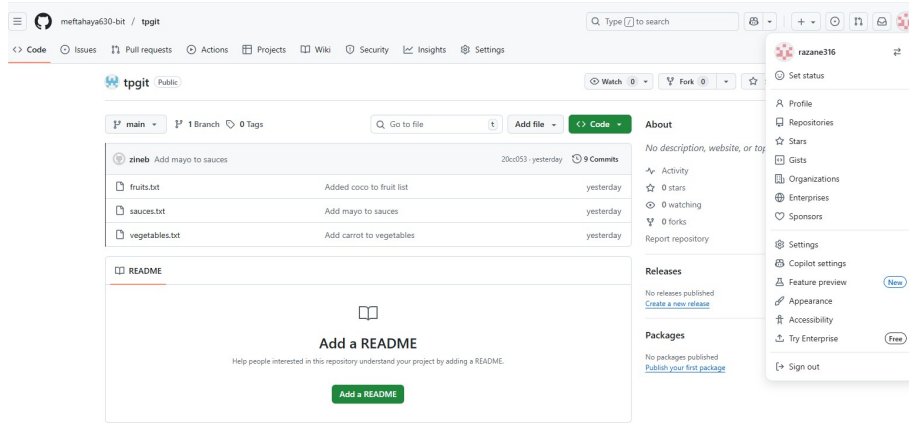 meftahaya630-bit / tpgit
Type / to search
Code Issues Pull requests Actions Projects Wiki Security Insights Settings
tpgit Public
Watch 0 Fork 0
main 1 Branch 0 Tags Go to file t Add file Code
zineb Add mayo to sauces 20cc053 · yesterday 9 Commits
fruits.txt Added coco to fruit list yesterday
sauces.txt Add mayo to sauces yesterday
vegetables.txt Add carrot to vegetables yesterday
README
Add a README
Help people interested in this repository understand your project by adding a README.
Add a README
About
No description, website, or top
Activity
0 stars
0 watching
0 forks
Report repository
Releases
No releases published
Create a new release
Packages
No packages published
Publish your first package
razane316
Set status
Profile
Repositories
Stars
Gists
Organizations
Enterprises
Sponsors
Settings
Copilot settings
Feature preview New
Appearance
Accessibility
Try Enterprise Free
Sign out